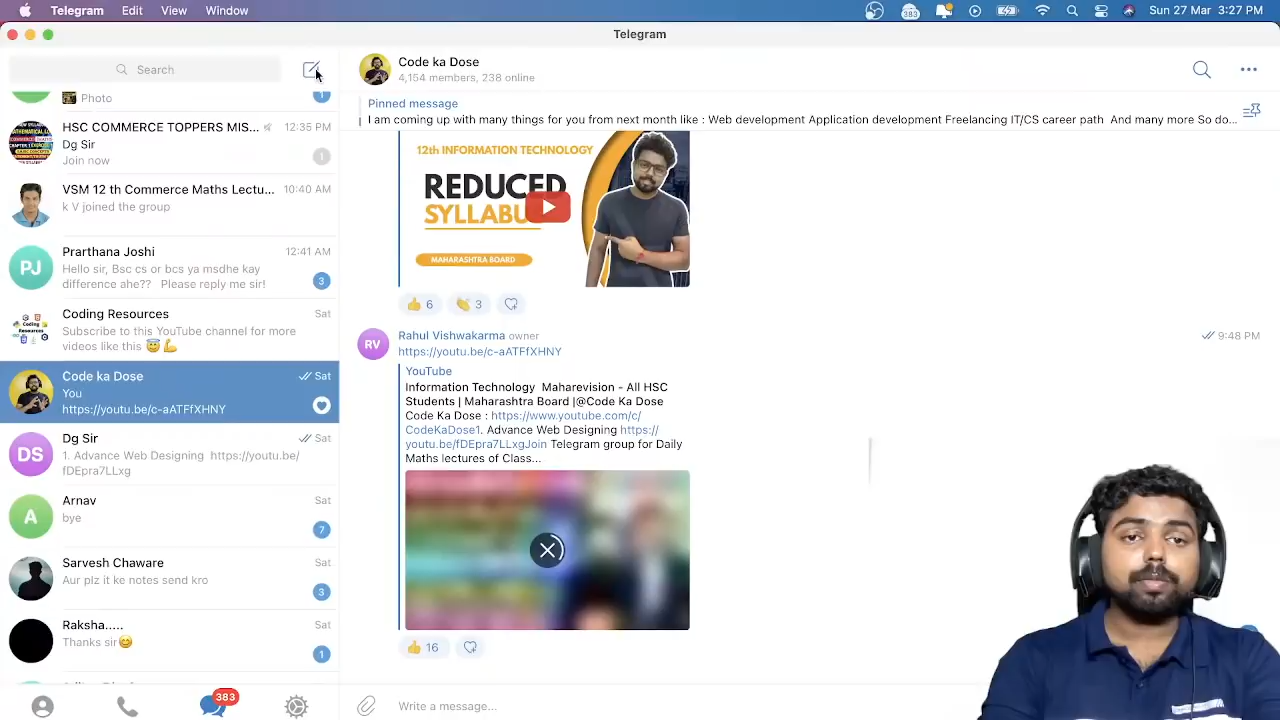 Telegram Edit View Window
383
Sun 27 Mar 3:27 PM
Telegram
Search
Photo
1
HSC COMMERCE TOPPERS MIS... 12:35 PM
Dg Sir
Join now
1
VSM 12 th Commerce Maths Lectu... 10:40 AM
k V joined the group
PJ
Prarthana Joshi 12:41 AM
Hello sir, Bsc cs or bcs ya msdhe kay
difference ahe?? Please reply me sir!
3
Coding Resources Sat
Subscribe to this YouTube channel for more
videos like this 😇💪
Coding
Resources
Code ka Dose Sat
You
https://youtu.be/c-aATFfXHNY
DS
Dg Sir Sat
1. Advance Web Designing https://youtu.be/
fDEpra7LLxg
A
Arnav Sat
bye
7
Sarvesh Chaware Sat
Aur plz it ke notes send kro
3
Raksha..... Sat
Thanks sir😊
1
383
Code ka Dose
4,154 members, 238 online
Pinned message
I am coming up with many things for you from next month like : Web development Application development Freelancing IT/CS career path And many more So do...
12th INFORMATION TECHNOLOGY
REDUCED
SYLLABU
MAHARASHTRA BOARD
👍 6 👏 3
RV
Rahul Vishwakarma owner 9:48 PM
https://youtu.be/c-aATFfXHNY
YouTube
Information Technology Maharevision - All HSC
Students | Maharashtra Board |@Code Ka Dose
Code Ka Dose : https://www.youtube.com/c/
CodeKaDose1. Advance Web Designing https://
youtu.be/fDEpra7LLxgJoin Telegram group for Daily
Maths lectures of Class...
👍 16
Write a message...